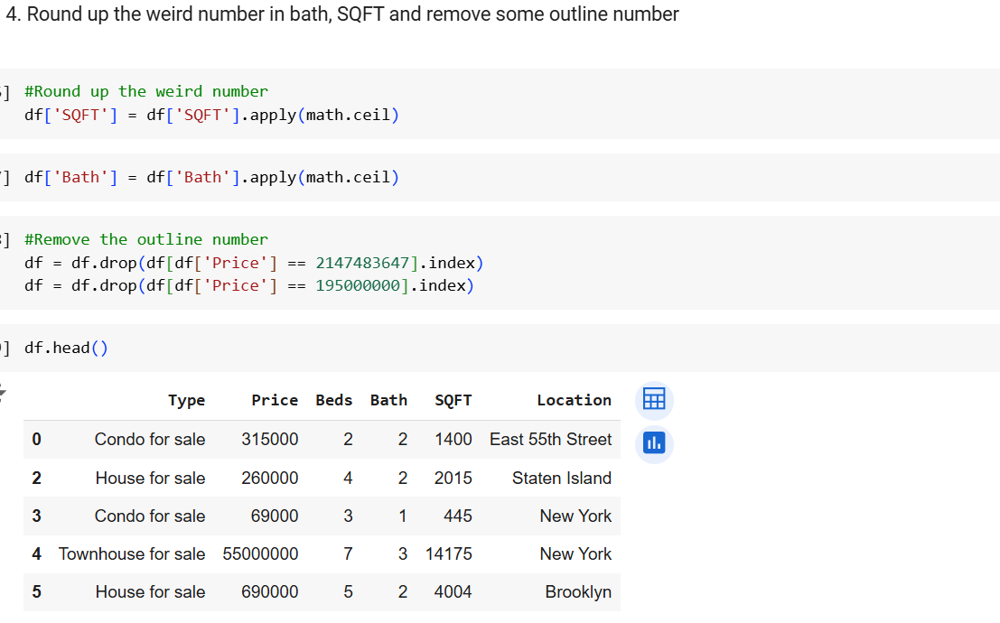 4. Round up the weird number in bath, SQFT and remove some outline number
] #Round up the weird number
df['SQFT'] = df['SQFT'].apply(math.ceil)
] df['Bath'] = df['Bath'].apply(math.ceil)
] #Remove the outline number
df = df.drop(df[df['Price'] == 2147483647].index)
df = df.drop(df[df['Price'] == 195000000].index)
] df.head()
Type Price Beds Bath SQFT Location
0 Condo for sale 315000 2 2 1400 East 55th Street
2 House for sale 260000 4 2 2015 Staten Island
3 Condo for sale 69000 3 1 445 New York
4 Townhouse for sale 55000000 7 3 14175 New York
5 House for sale 690000 5 2 4004 Brooklyn